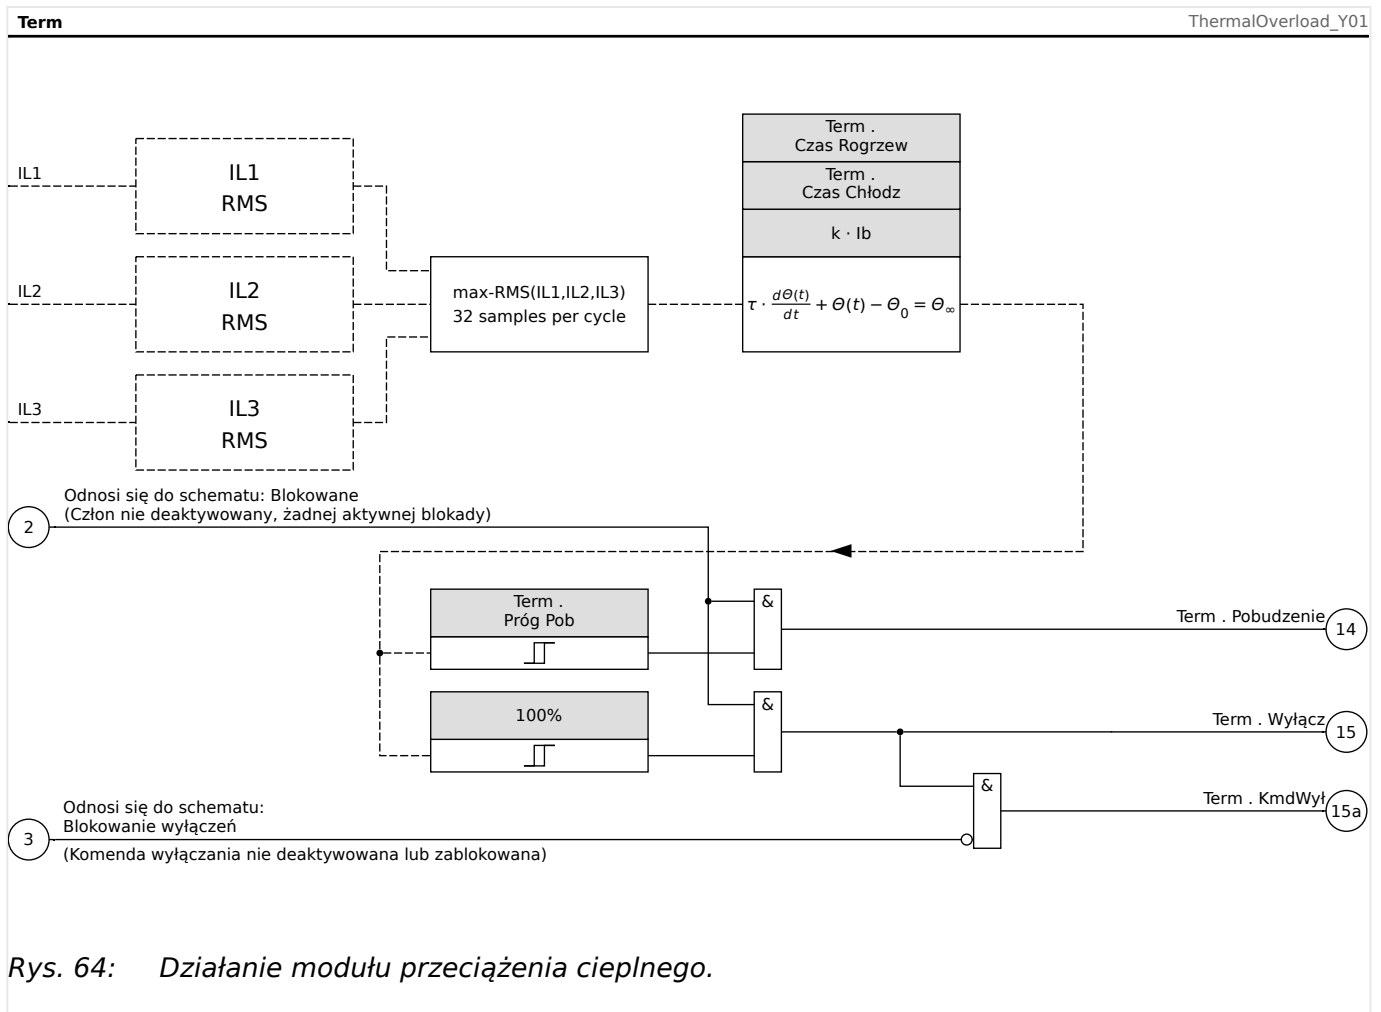 Term
ThermalOverload_Y01
Term .
Czas Rogrzew
Term .
Czas Chłodz
k · Ib
IL1
IL1
RMS
IL2
IL2
RMS
max-RMS(IL1,IL2,IL3)
32 samples per cycle
τ · dΘ(t)/dt + Θ(t) − Θ₀ = Θ∞
IL3
IL3
RMS
Odnosi się do schematu: Blokowane
(Człon nie deaktywowany, żadnej aktywnej blokady)
2
Term .
Próg Pob
&
Term . Pobudzenie
14
100%
&
Term . Wyłącz
15
&
Term . KmdWył
15a
Odnosi się do schematu:
Blokowanie wyłączeń
3
(Komenda wyłączania nie deaktywowana lub zablokowana)
Rys. 64: Działanie modułu przeciążenia cieplnego.